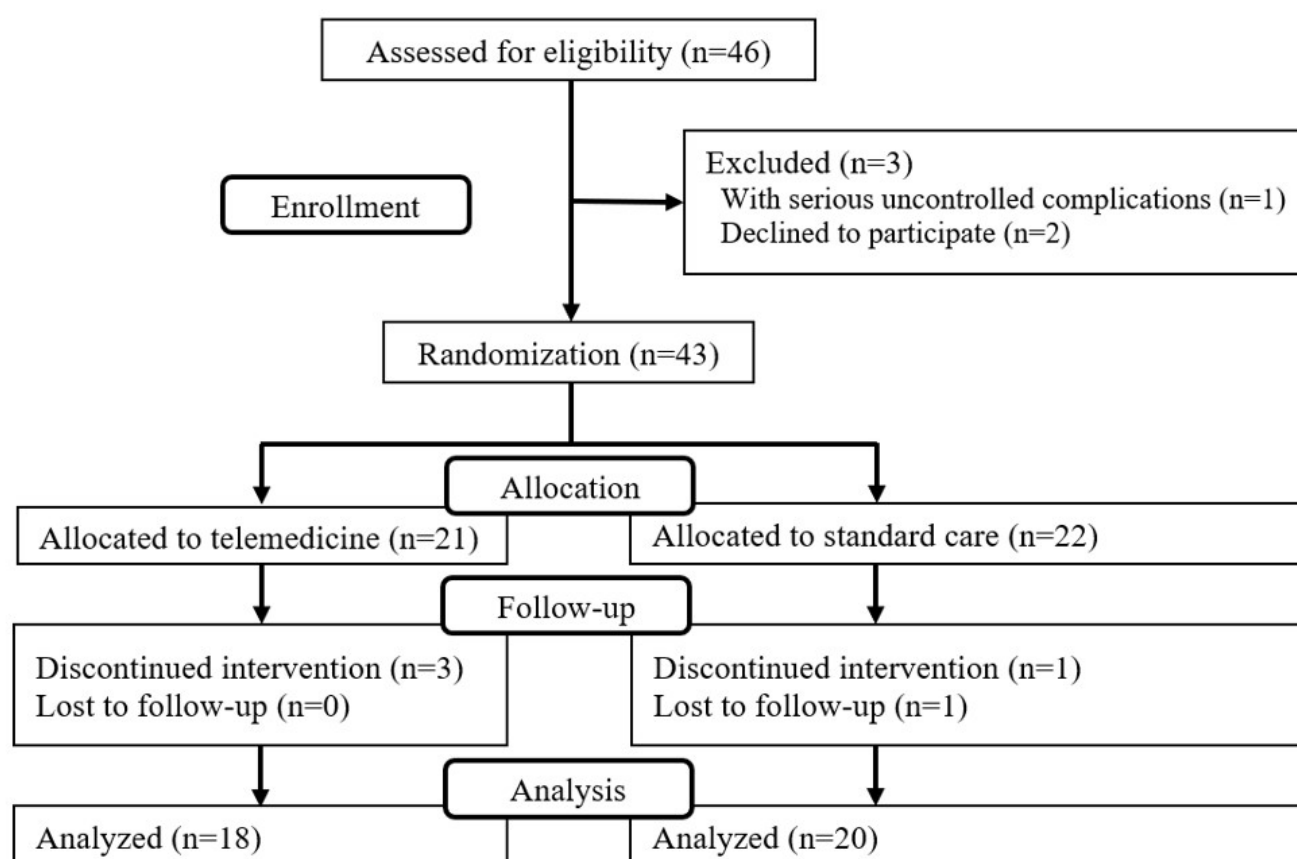 Assessed for eligibility (n=46)
Excluded (n=3)
With serious uncontrolled complications (n=1)
Declined to participate (n=2)
Enrollment
Randomization (n=43)
Allocation
Allocated to telemedicine (n=21)
Allocated to standard care (n=22)
Follow-up
Discontinued intervention (n=3)
Lost to follow-up (n=0)
Discontinued intervention (n=1)
Lost to follow-up (n=1)
Analysis
Analyzed (n=18)
Analyzed (n=20)